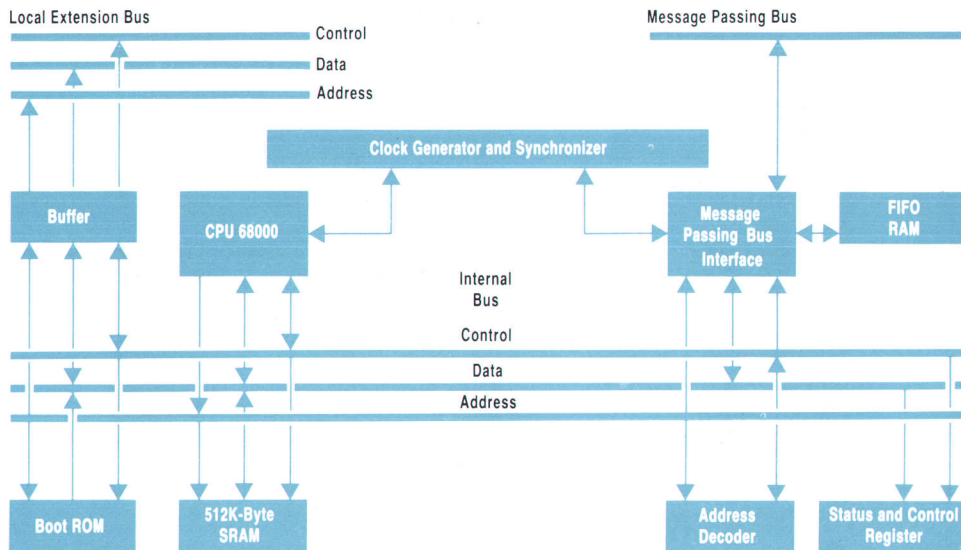 Local Extension Bus
Message Passing Bus
Control
Data
Address
Clock Generator and Synchronizer
Buffer
CPU 68000
Message
Passing Bus
Interface
FIFO
RAM
Internal
Bus
Control
Data
Address
Boot ROM
512K-Byte
SRAM
Address
Decoder
Status and Control
Register